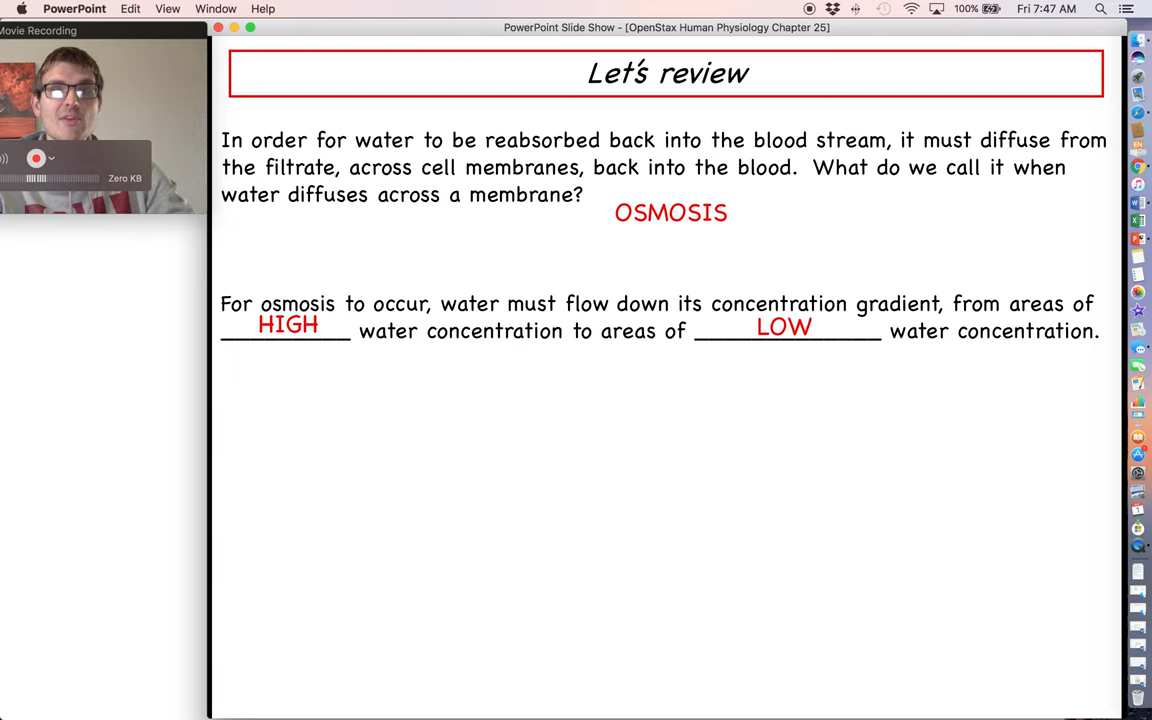 PowerPoint Edit View Window Help 100% Fri 7:47 AM
Movie Recording
PowerPoint Slide Show - [OpenStax Human Physiology Chapter 25]
Zero KB
Let's review
In order for water to be reabsorbed back into the blood stream, it must diffuse from
the filtrate, across cell membranes, back into the blood. What do we call it when
water diffuses across a membrane?
OSMOSIS
For osmosis to occur, water must flow down its concentration gradient, from areas of
HIGH water concentration to areas of LOW water concentration.